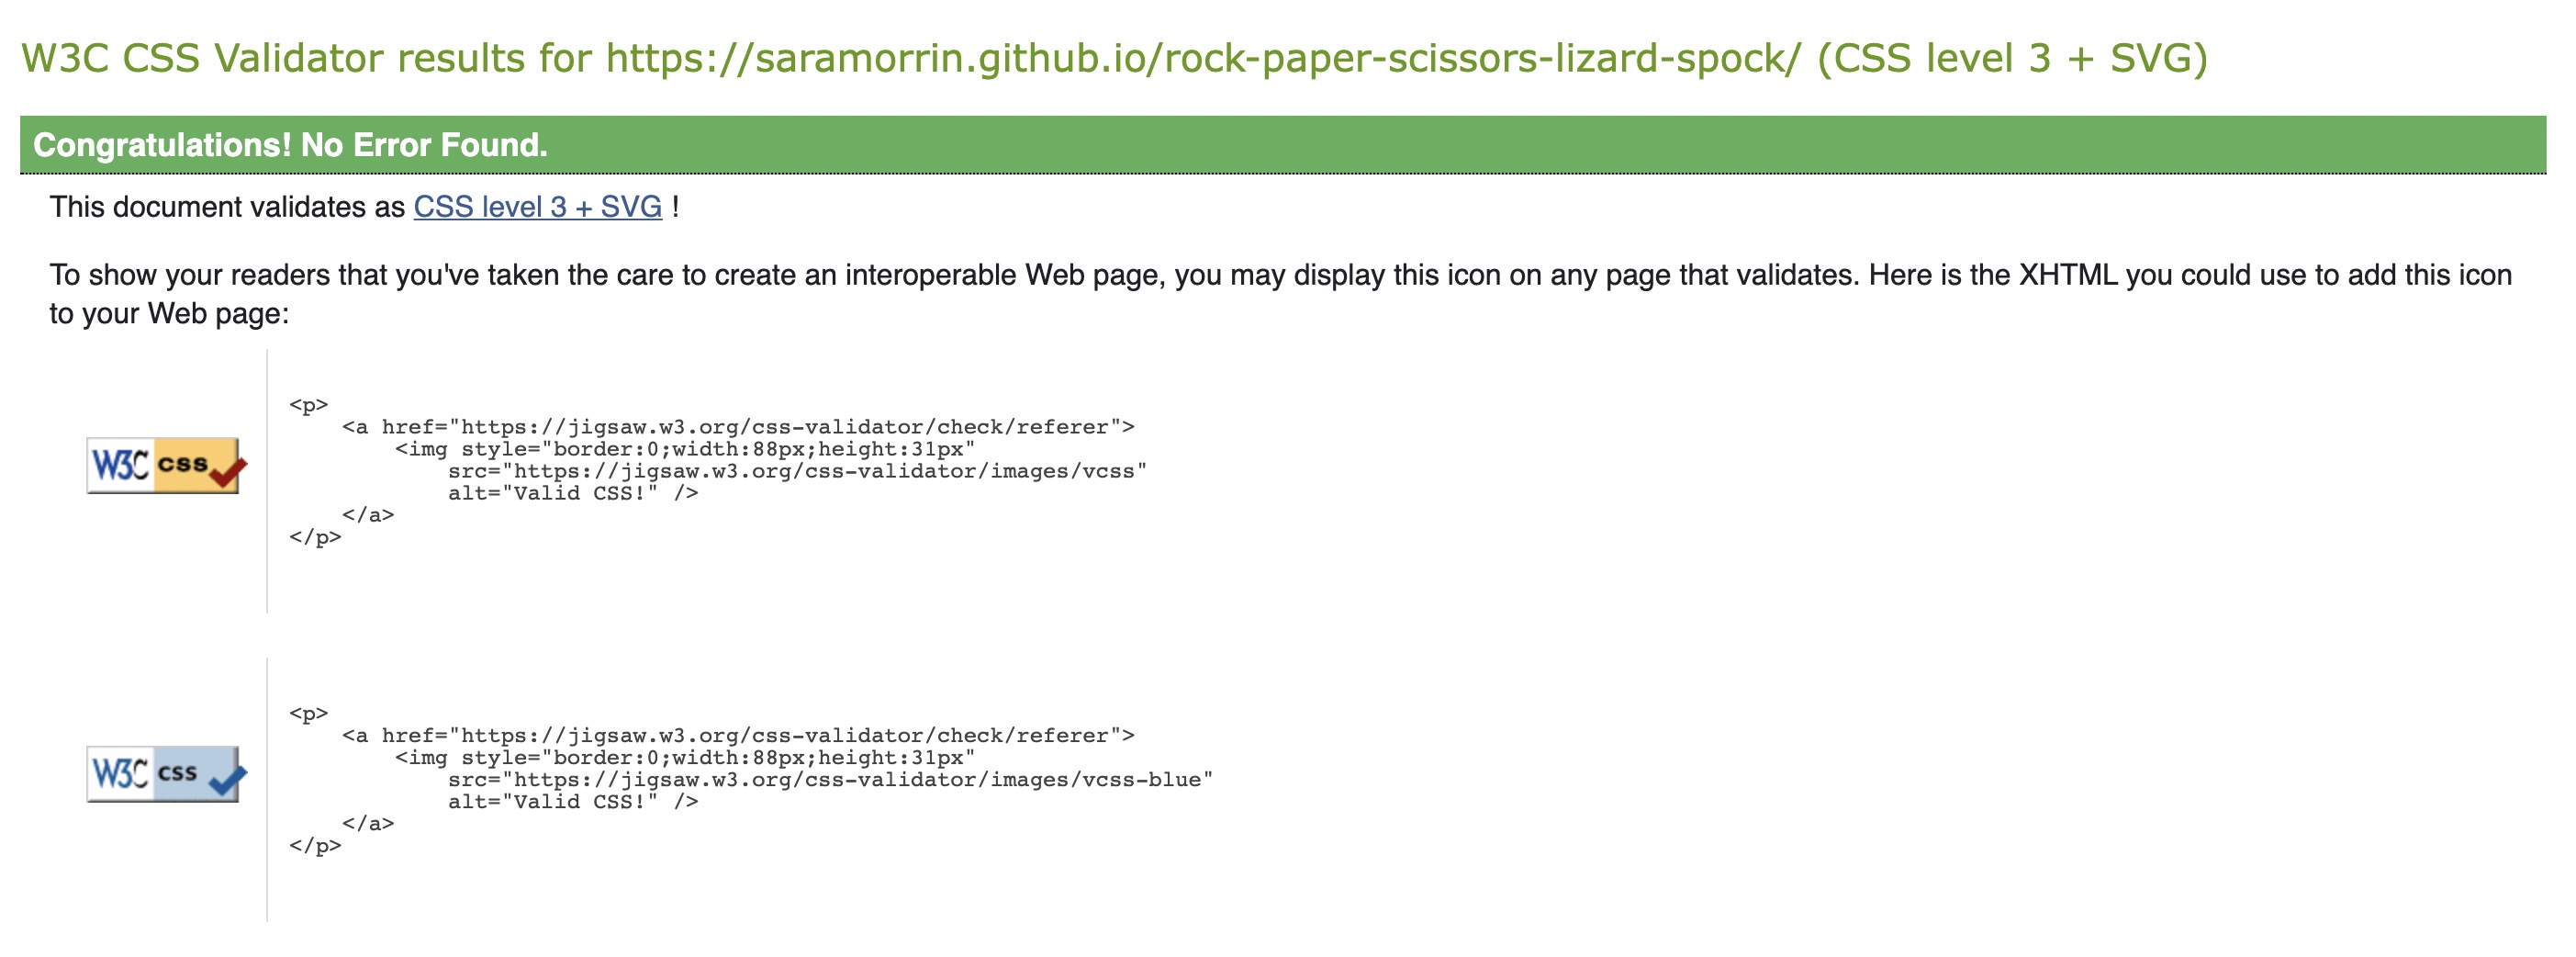 W3C CSS Validator results for https://saramorrin.github.io/rock-paper-scissors-lizard-spock/ (CSS level 3 + SVG)
Congratulations! No Error Found.
This document validates as CSS level 3 + SVG !
To show your readers that you've taken the care to create an interoperable Web page, you may display this icon on any page that validates. Here is the XHTML you could use to add this icon
to your Web page:
W3C css
<p>
    <a href="https://jigsaw.w3.org/css-validator/check/referer">
        <img style="border:0;width:88px;height:31px"
            src="https://jigsaw.w3.org/css-validator/images/vcss"
            alt="Valid CSS!" />
    </a>
</p>
W3C css
<p>
    <a href="https://jigsaw.w3.org/css-validator/check/referer">
        <img style="border:0;width:88px;height:31px"
            src="https://jigsaw.w3.org/css-validator/images/vcss-blue"
            alt="Valid CSS!" />
    </a>
</p>